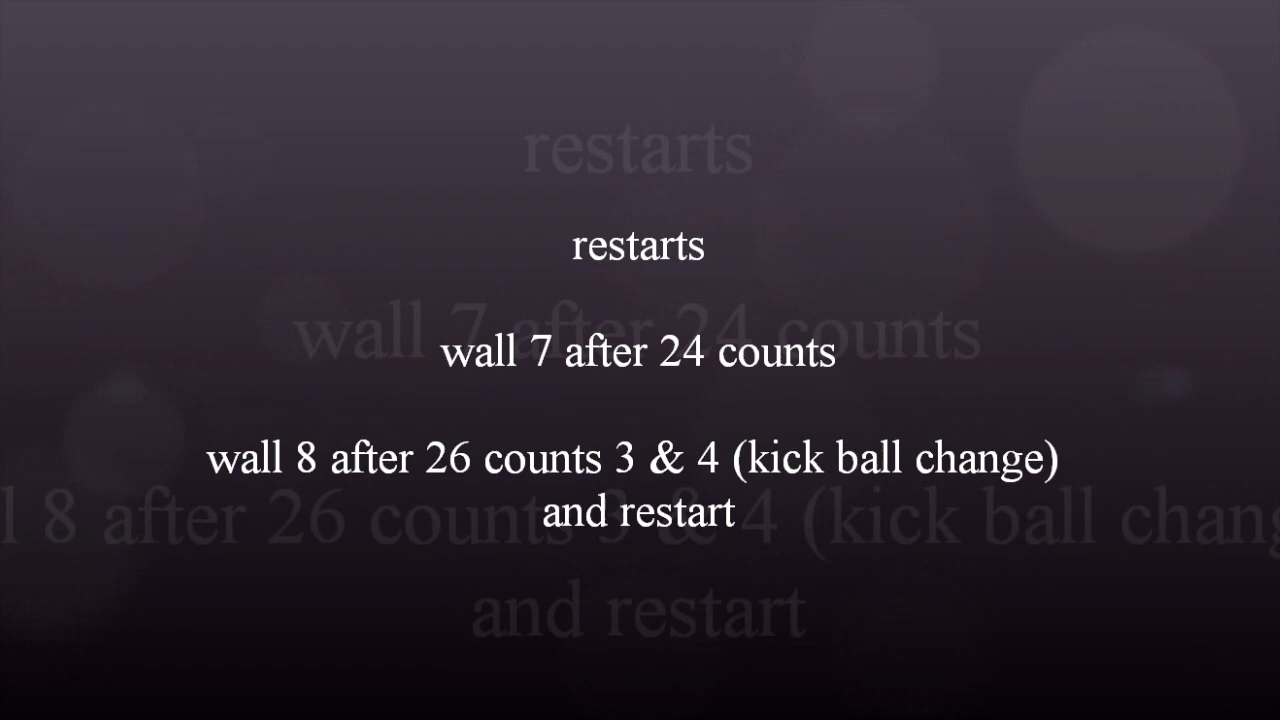 restarts
wall 7 after 24 counts
wall 8 after 26 counts 3 & 4 (kick ball change)
and restart